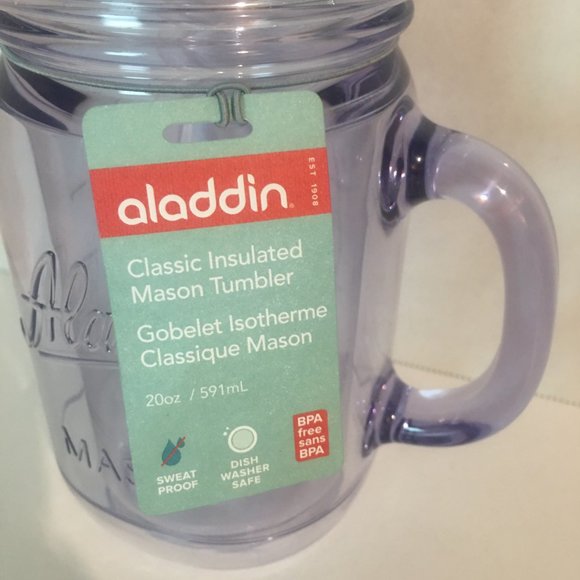 aladdin
EST 1908
Classic Insulated
Mason Tumbler
Gobelet Isotherme
Classique Mason
20oz / 591mL
SWEAT
PROOF
DISH
WASHER
SAFE
BPA
free
sans
BPA